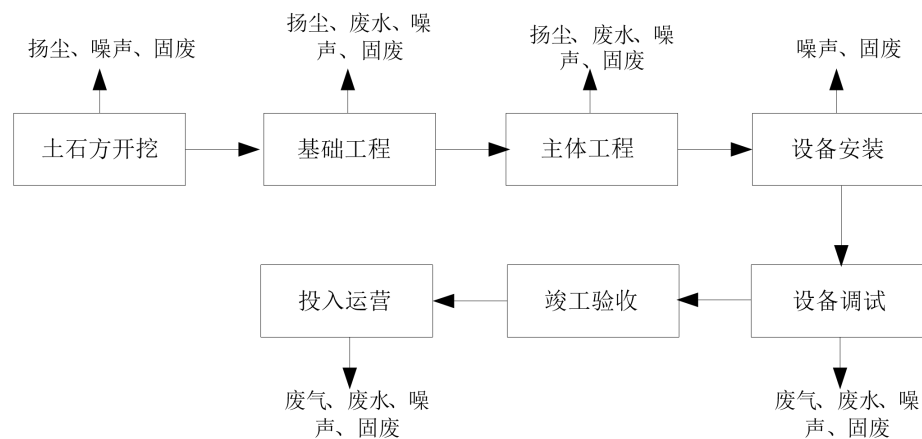 扬尘、噪声、固废
扬尘、废水、噪
声、固废
扬尘、废水、噪
声、固废
噪声、固废
土石方开挖
基础工程
主体工程
设备安装
投入运营
竣工验收
设备调试
废气、废水、噪
声、固废
废气、废水、噪
声、固废